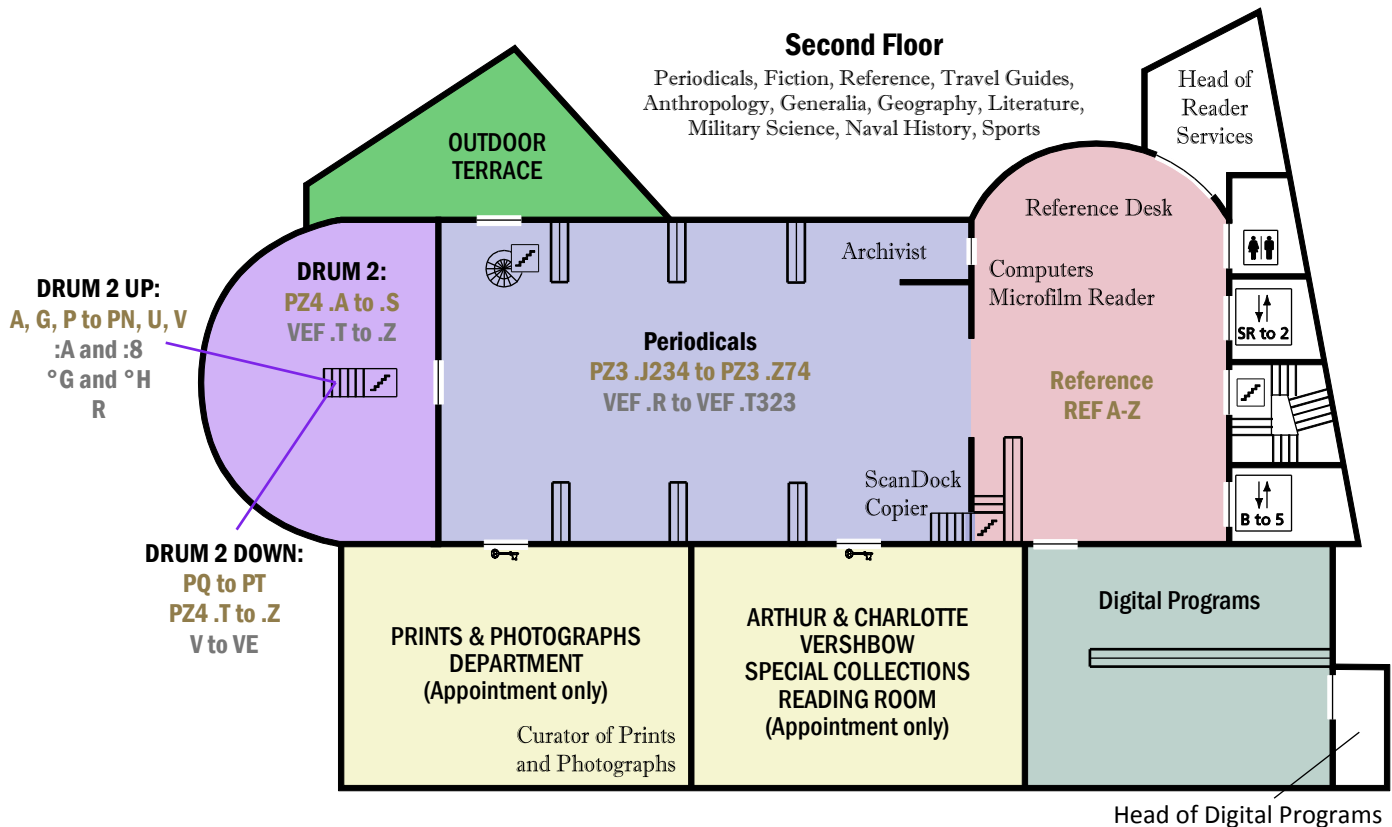 Second Floor
Periodicals, Fiction, Reference, Travel Guides,
Anthropology, Generalia, Geography, Literature,
Military Science, Naval History, Sports
Head of
Reader
Services
OUTDOOR
TERRACE
Reference Desk
Archivist
Computers
Microfilm Reader
DRUM 2:
PZ4 .A to .S
VEF .T to .Z
DRUM 2 UP:
A, G, P to PN, U, V
:A and :8
°G and °H
R
SR to 2
Periodicals
PZ3 .J234 to PZ3 .Z74
VEF .R to VEF .T323
Reference
REF A-Z
ScanDock
Copier
B to 5
DRUM 2 DOWN:
PQ to PT
PZ4 .T to .Z
V to VE
PRINTS & PHOTOGRAPHS
DEPARTMENT
(Appointment only)
Curator of Prints
and Photographs
ARTHUR & CHARLOTTE
VERSHBOW
SPECIAL COLLECTIONS
READING ROOM
(Appointment only)
Digital Programs
Head of Digital Programs